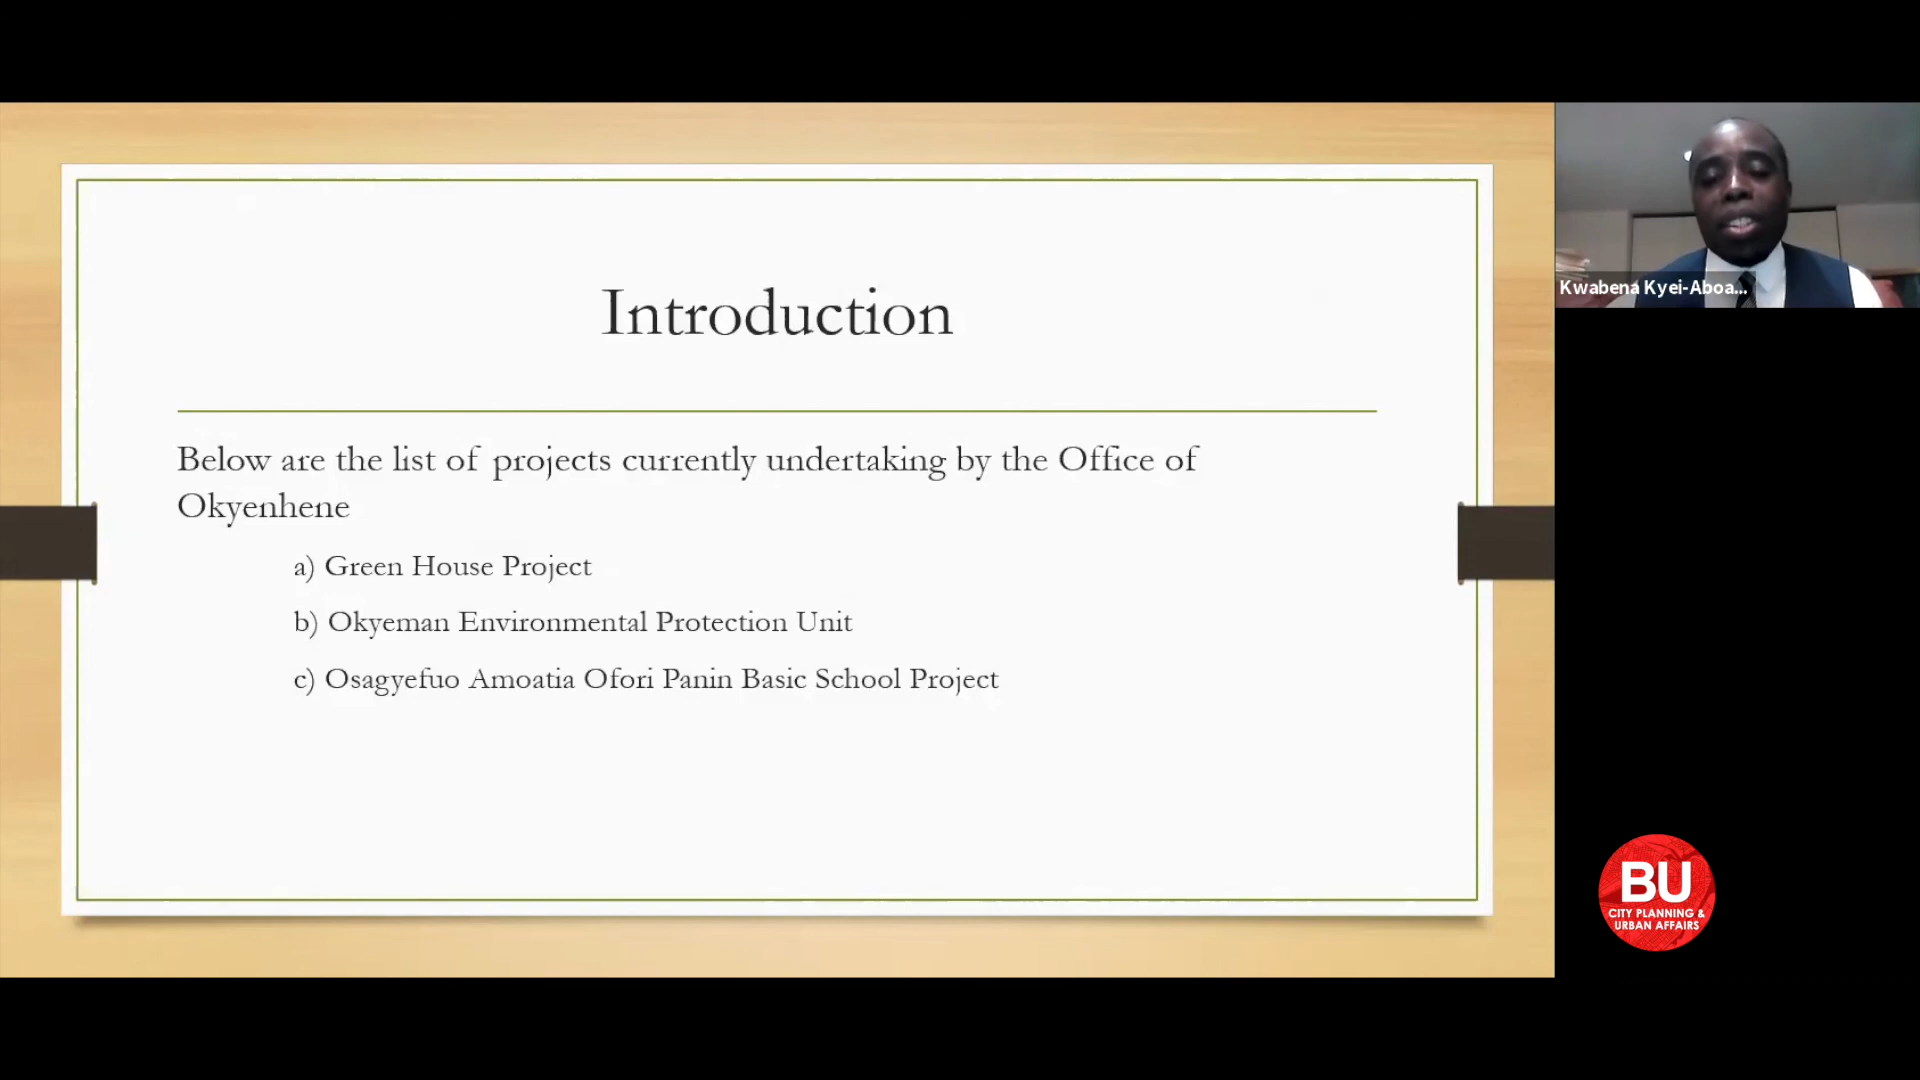 Introduction
Below are the list of projects currently undertaking by the Office of
Okyenhene
a) Green House Project
b) Okyeman Environmental Protection Unit
c) Osagyefuo Amoatia Ofori Panin Basic School Project
Kwabena Kyei-Aboa...
BU
CITY PLANNING &
URBAN AFFAIRS